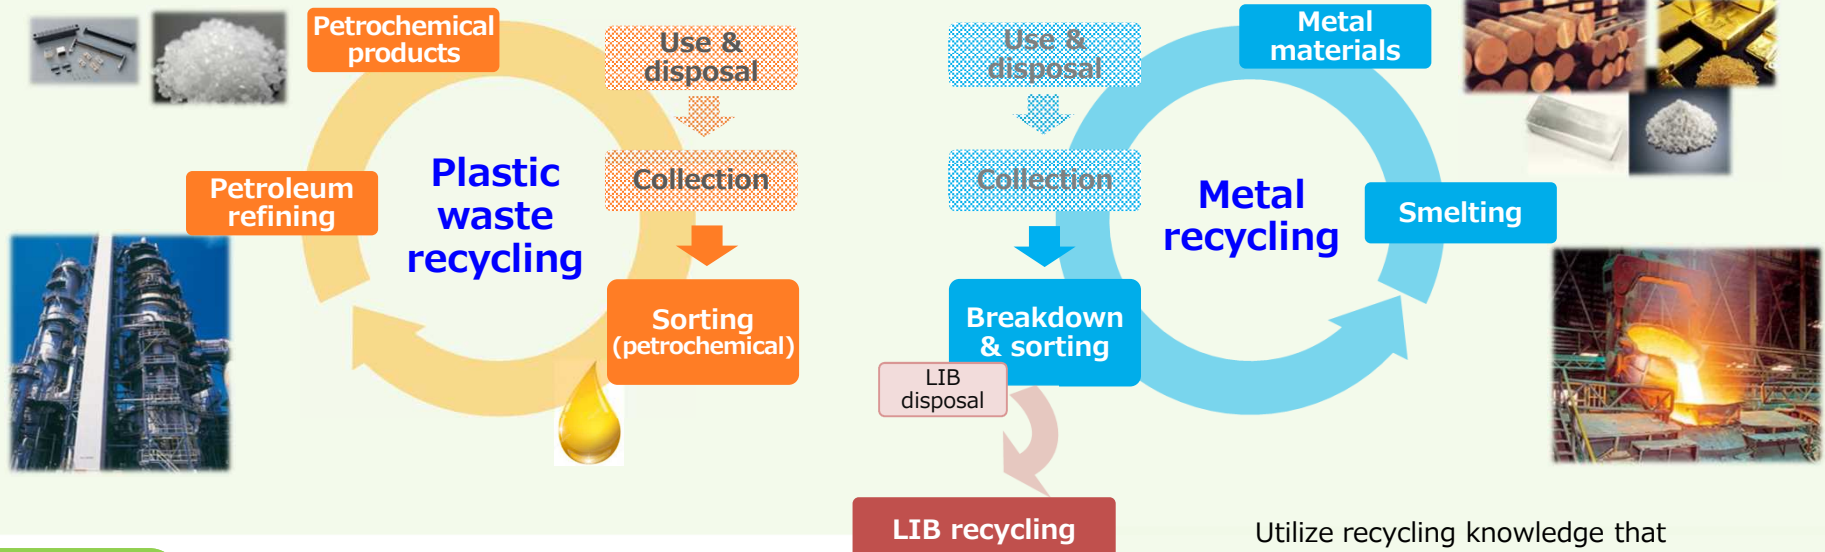 Petrochemical
products
Use &
disposal
Collection
Petroleum
refining
Plastic
waste
recycling
Sorting
(petrochemical)
Use &
disposal
Collection
Metal
materials
Metal
recycling
Smelting
Breakdown
& sorting
LIB
disposal
LIB recycling
Utilize recycling knowledge that